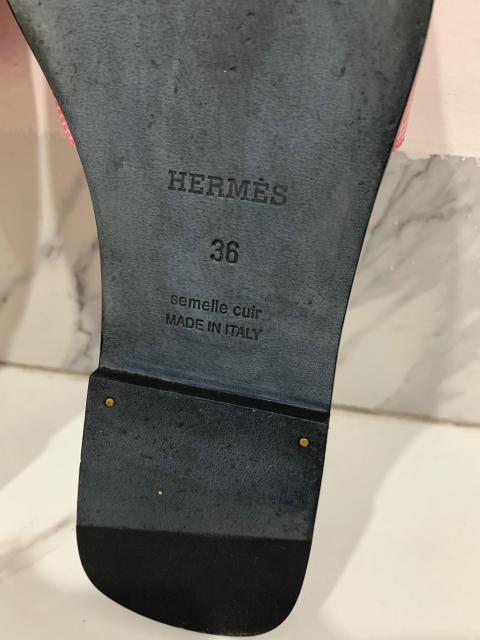 HERMÈS
36
semelle cuir
MADE IN ITALY